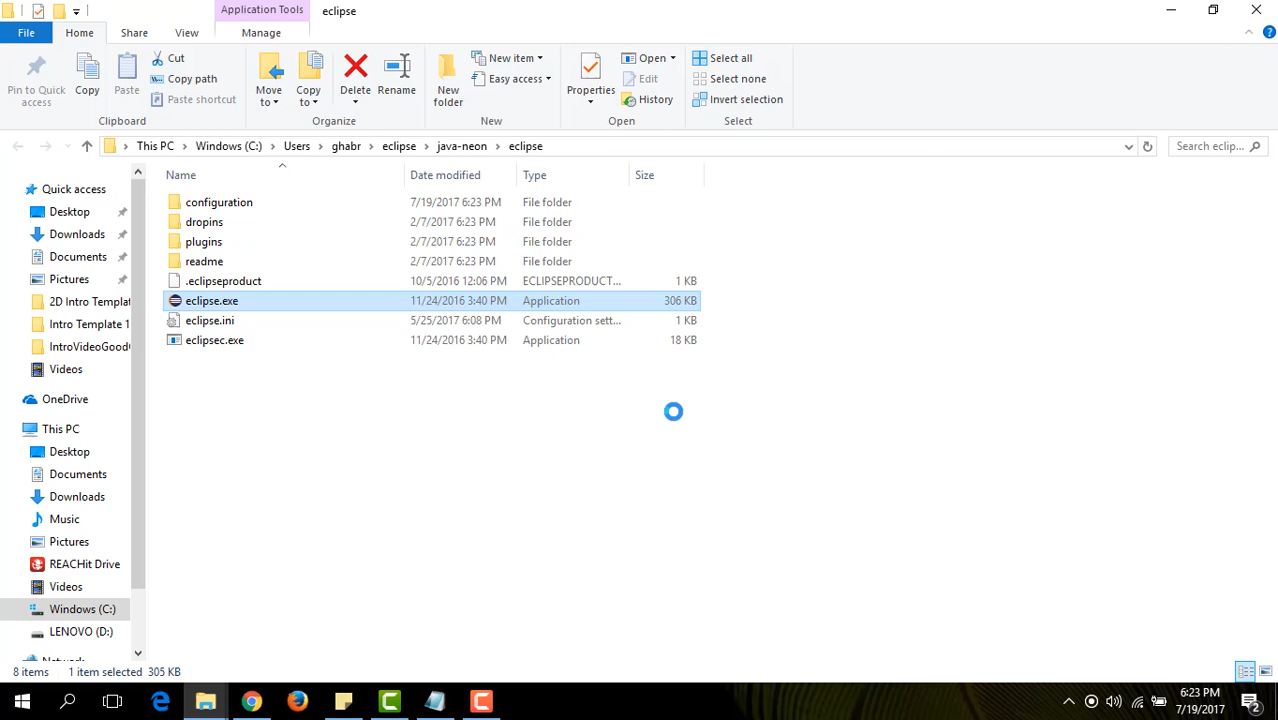 Application Tools
eclipse
File
Home
Share
View
Manage
Pin to Quick access
Copy
Paste
Cut
Copy path
Paste shortcut
Clipboard
Move to
Copy to
Delete
Rename
Organize
New folder
New item
Easy access
New
Properties
Open
Edit
History
Open
Select all
Select none
Invert selection
Select
This PC
Windows (C:)
Users
ghabr
eclipse
java-neon
eclipse
Search eclip...
Quick access
Desktop
Downloads
Documents
Pictures
2D Intro Templat
Intro Template 1
IntroVideoGood
Videos
OneDrive
This PC
Desktop
Documents
Downloads
Music
Pictures
REACHit Drive
Videos
Windows (C:)
LENOVO (D:)
Network
Name Date modified Type Size
configuration 7/19/2017 6:23 PM File folder
dropins 2/7/2017 6:23 PM File folder
plugins 2/7/2017 6:23 PM File folder
readme 2/7/2017 6:23 PM File folder
.eclipseproduct 10/5/2016 12:06 PM ECLIPSEPRODUCT... 1 KB
eclipse.exe 11/24/2016 3:40 PM Application 306 KB
eclipse.ini 5/25/2017 6:08 PM Configuration sett... 1 KB
eclipsec.exe 11/24/2016 3:40 PM Application 18 KB
8 items 1 item selected 305 KB
6:23 PM
7/19/2017
2